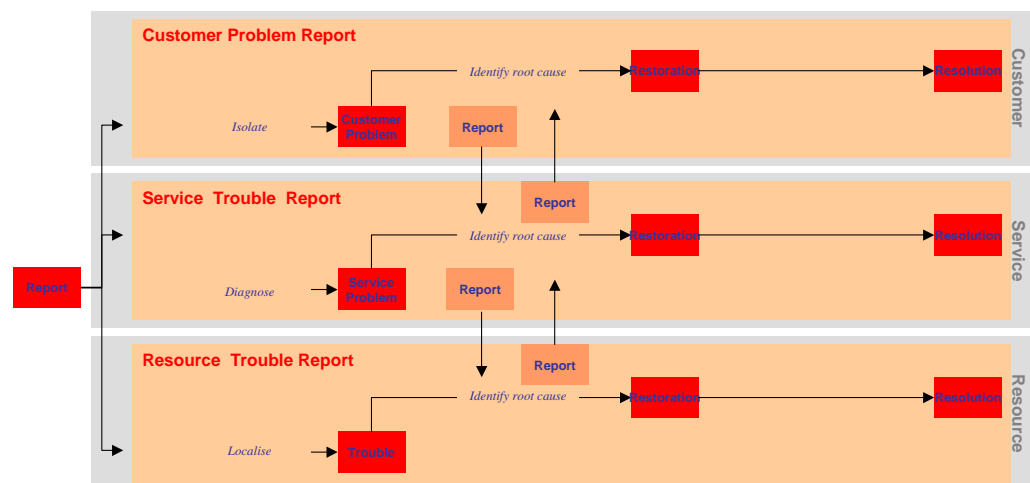 Customer Problem Report
Identify root cause
Restoration
Resolution
Customer
Isolate
Customer
Problem
Report
Service Trouble Report
Report
Identify root cause
Restoration
Resolution
Service
Report
Diagnose
Service
Problem
Report
Resource Trouble Report
Report
Identify root cause
Restoration
Resolution
Resource
Localise
Trouble